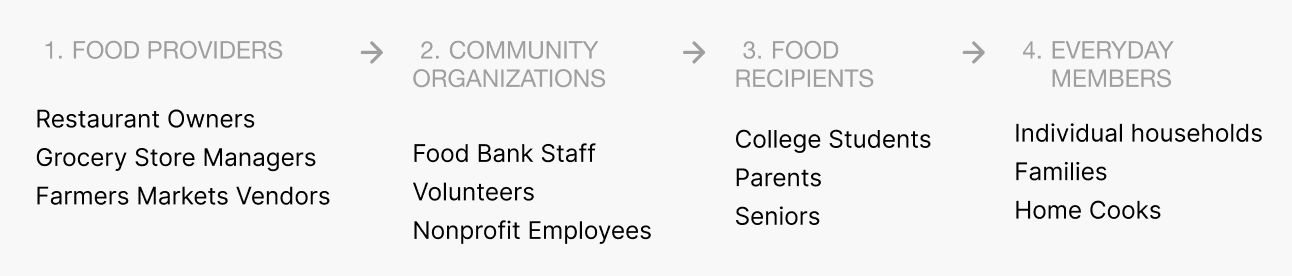 1. FOOD PROVIDERS
Restaurant Owners
Grocery Store Managers
Farmers Markets Vendors
2. COMMUNITY
ORGANIZATIONS
Food Bank Staff
Volunteers
Nonprofit Employees
3. FOOD
RECIPIENTS
College Students
Parents
Seniors
4. EVERYDAY
MEMBERS
Individual households
Families
Home Cooks